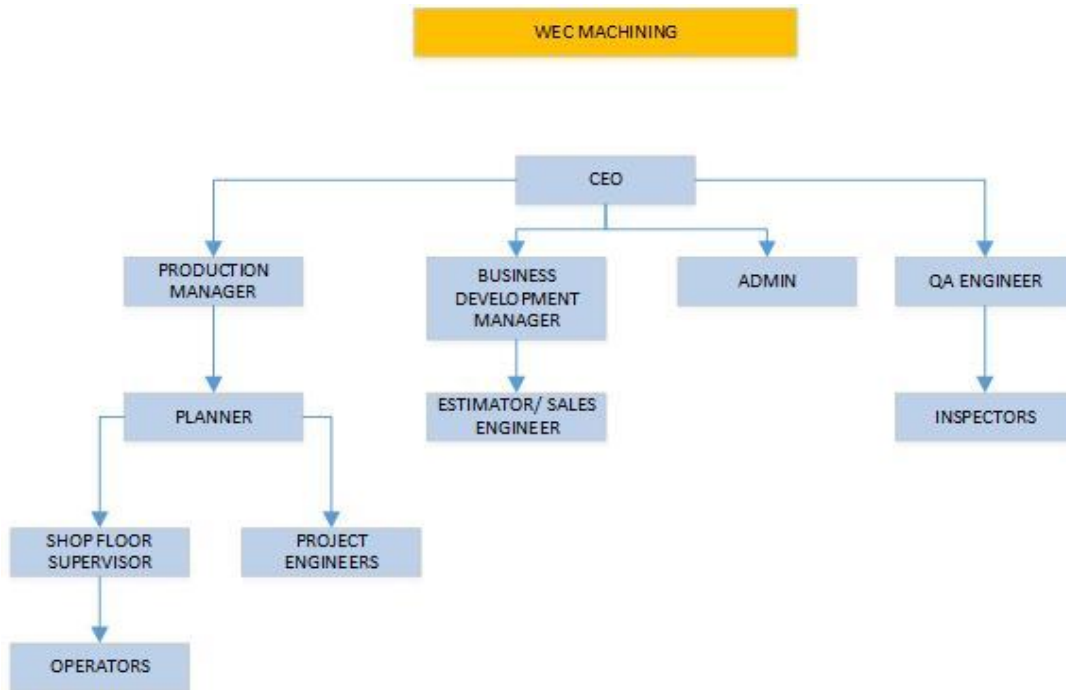 WEC MACHINING
CEO
PRODUCTION
MANAGER
BUSINESS
DEVELOPMENT
MANAGER
ADMIN
QA ENGINEER
PLANNER
ESTIMATOR/ SALES
ENGINEER
INSPECTORS
SHOP FLOOR
SUPERVISOR
PROJECT
ENGINEERS
OPERATORS